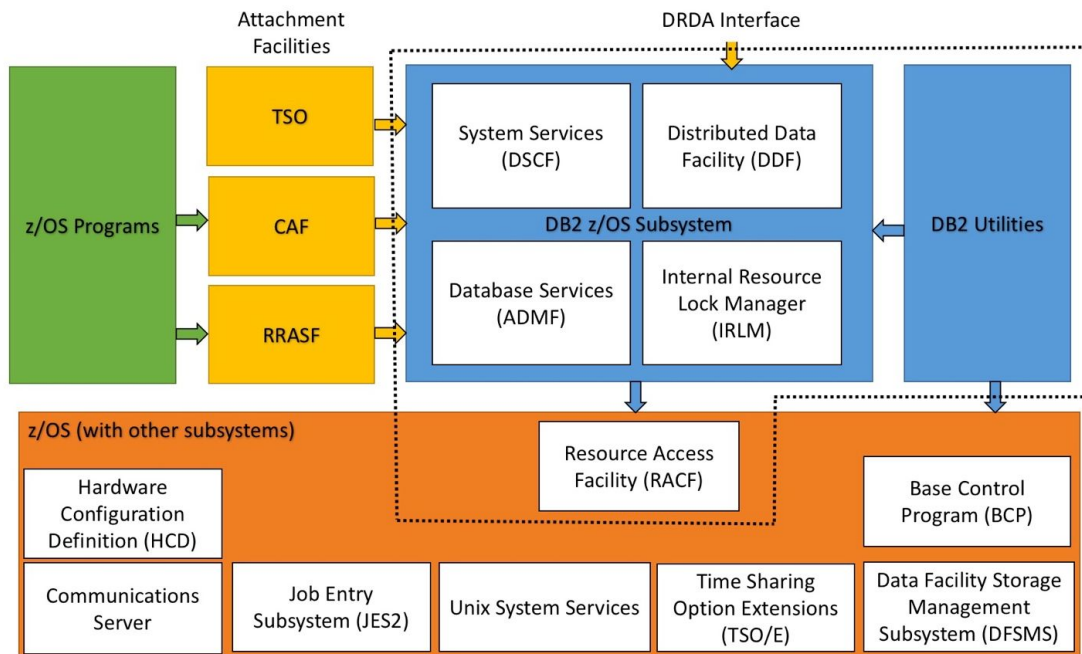 Attachment
Facilities
DRDA Interface
z/OS Programs
TSO
CAF
RRASF
System Services
(DSCF)
Distributed Data
Facility (DDF)
DB2 z/OS Subsystem
Database Services
(ADMF)
Internal Resource
Lock Manager
(IRLM)
DB2 Utilities
z/OS (with other subsystems)
Resource Access
Facility (RACF)
Hardware
Configuration
Definition (HCD)
Base Control
Program (BCP)
Communications
Server
Job Entry
Subsystem (JES2)
Unix System Services
Time Sharing
Option Extensions
(TSO/E)
Data Facility Storage
Management
Subsystem (DFSMS)